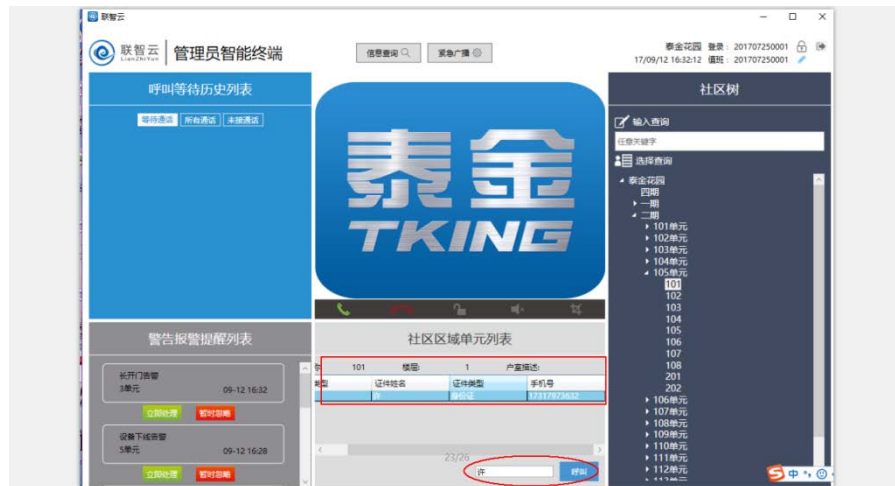 联智云
联智云 管理员智能终端
LianZhiYun
信息查询 紧急广播
泰金花园 登录: 201707250001
17/09/12 16:32:12 值班: 201707250001
呼叫等待历史列表
等待通话 所有通话 未接通话
泰金
TKING
社区树
输入查询
任意关键字
选择查询
泰金花园
四期
一期
二期
101单元
102单元
103单元
104单元
105单元
101
102
103
104
105
106
107
108
201
202
106单元
107单元
108单元
109单元
110单元
111单元
112单元
警告报警提醒列表
长开门告警
3单元 09-12 16:32
立即处理 暂时忽略
设备下线告警
5单元 09-12 16:28
立即处理 暂时忽略
社区区域单元列表
101 楼层: 1 户室描述:
类型 证件姓名 证件类型 手机号
许 身份证 17317973632
23/26
许 呼叫
中